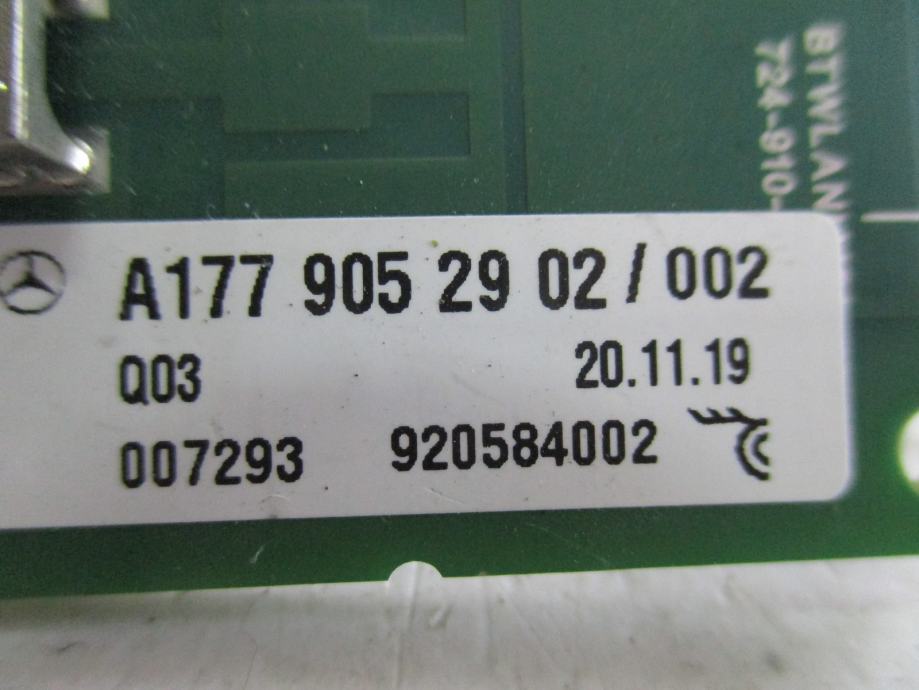 BTWLAN
724-910-
A177 905 29 02 / 002
Q03 20.11.19
007293 920584002